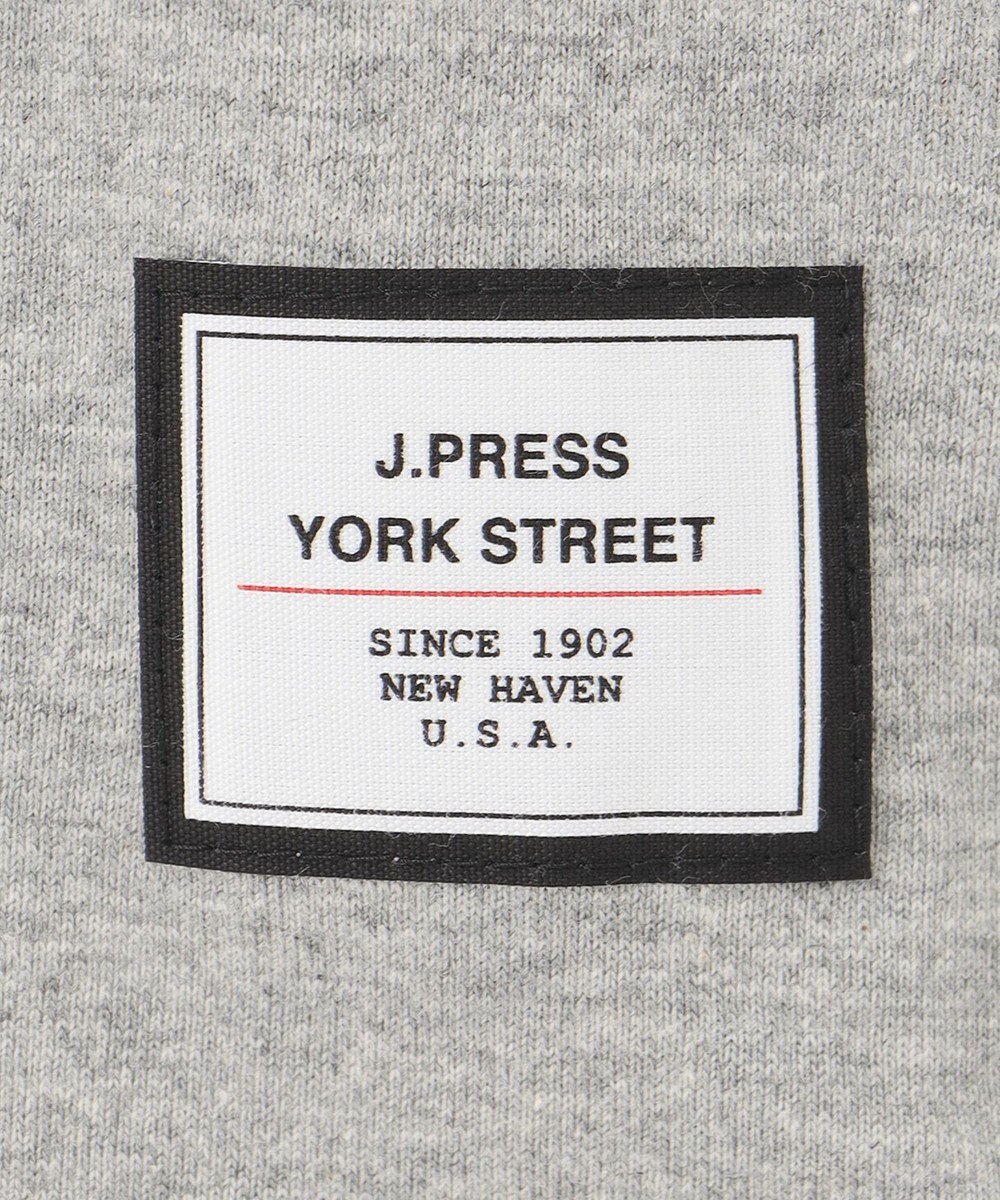 J.PRESS
YORK STREET
SINCE 1902
NEW HAVEN
U.S.A.